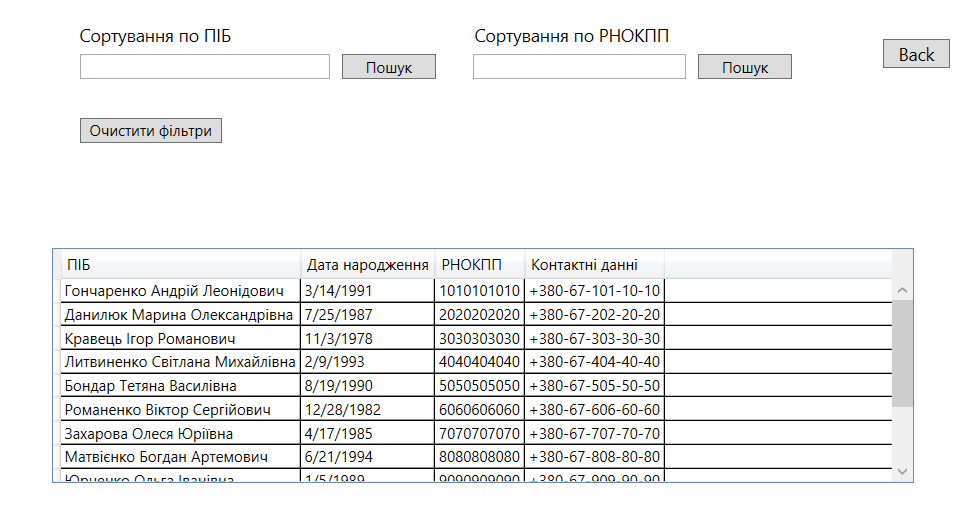 Сортування по ПІБ Сортування по РНОКПП
Back
Пошук Пошук
Очистити фільтри
ПІБ Дата народження РНОКПП Контактні данні
Гончаренко Андрій Леонідович 3/14/1991 1010101010 +380-67-101-10-10
Данилюк Марина Олександрівна 7/25/1987 2020202020 +380-67-202-20-20
Кравець Ігор Романович 11/3/1978 3030303030 +380-67-303-30-30
Литвиненко Світлана Михайлівна 2/9/1993 4040404040 +380-67-404-40-40
Бондар Тетяна Василівна 8/19/1990 5050505050 +380-67-505-50-50
Романенко Віктор Сергійович 12/28/1982 6060606060 +380-67-606-60-60
Захарова Олеся Юріївна 4/17/1985 7070707070 +380-67-707-70-70
Матвієнко Богдан Артемович 6/21/1994 8080808080 +380-67-808-80-80
Юрченко Ольга Іванівна 1/5/1989 9090909090 +380-67-909-90-90